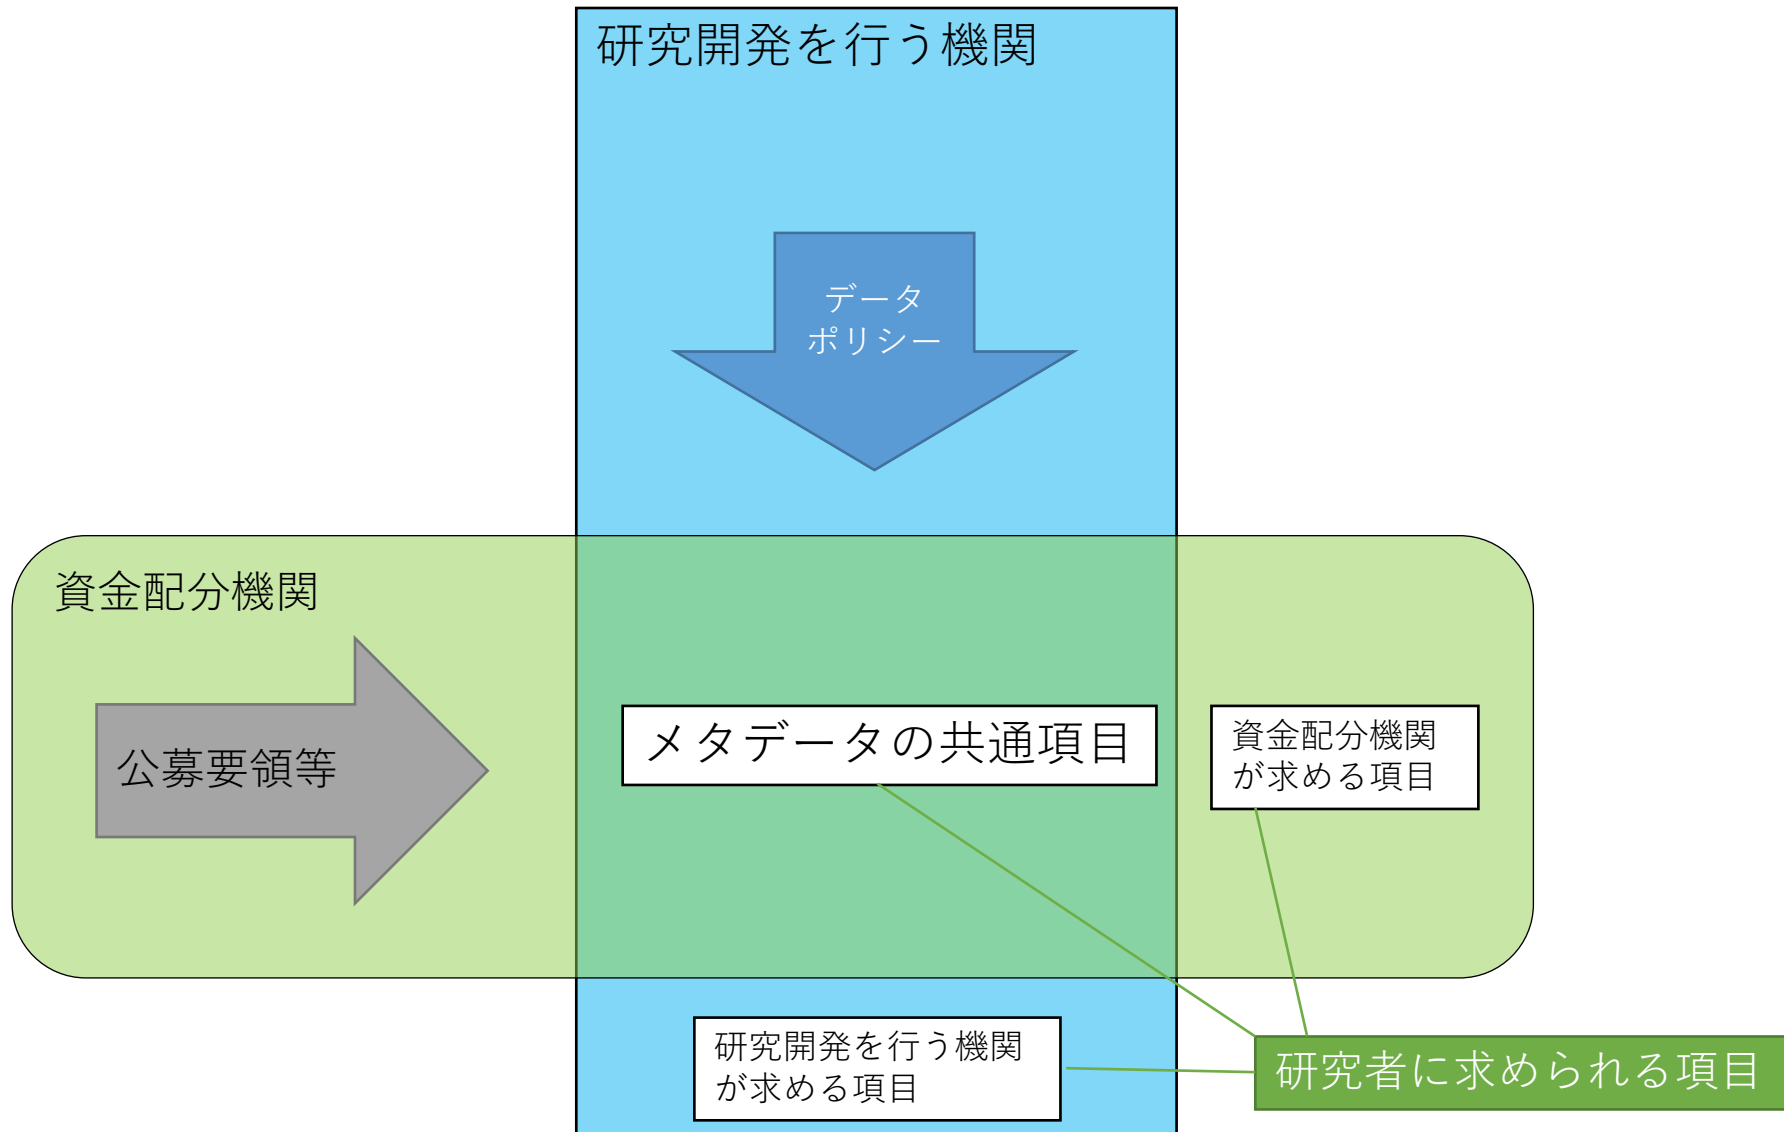 研究開発を行う機関
データ
ポリシー
資金配分機関
公募要領等
メタデータの共通項目
資金配分機関
が求める項目
研究開発を行う機関
が求める項目
研究者に求められる項目